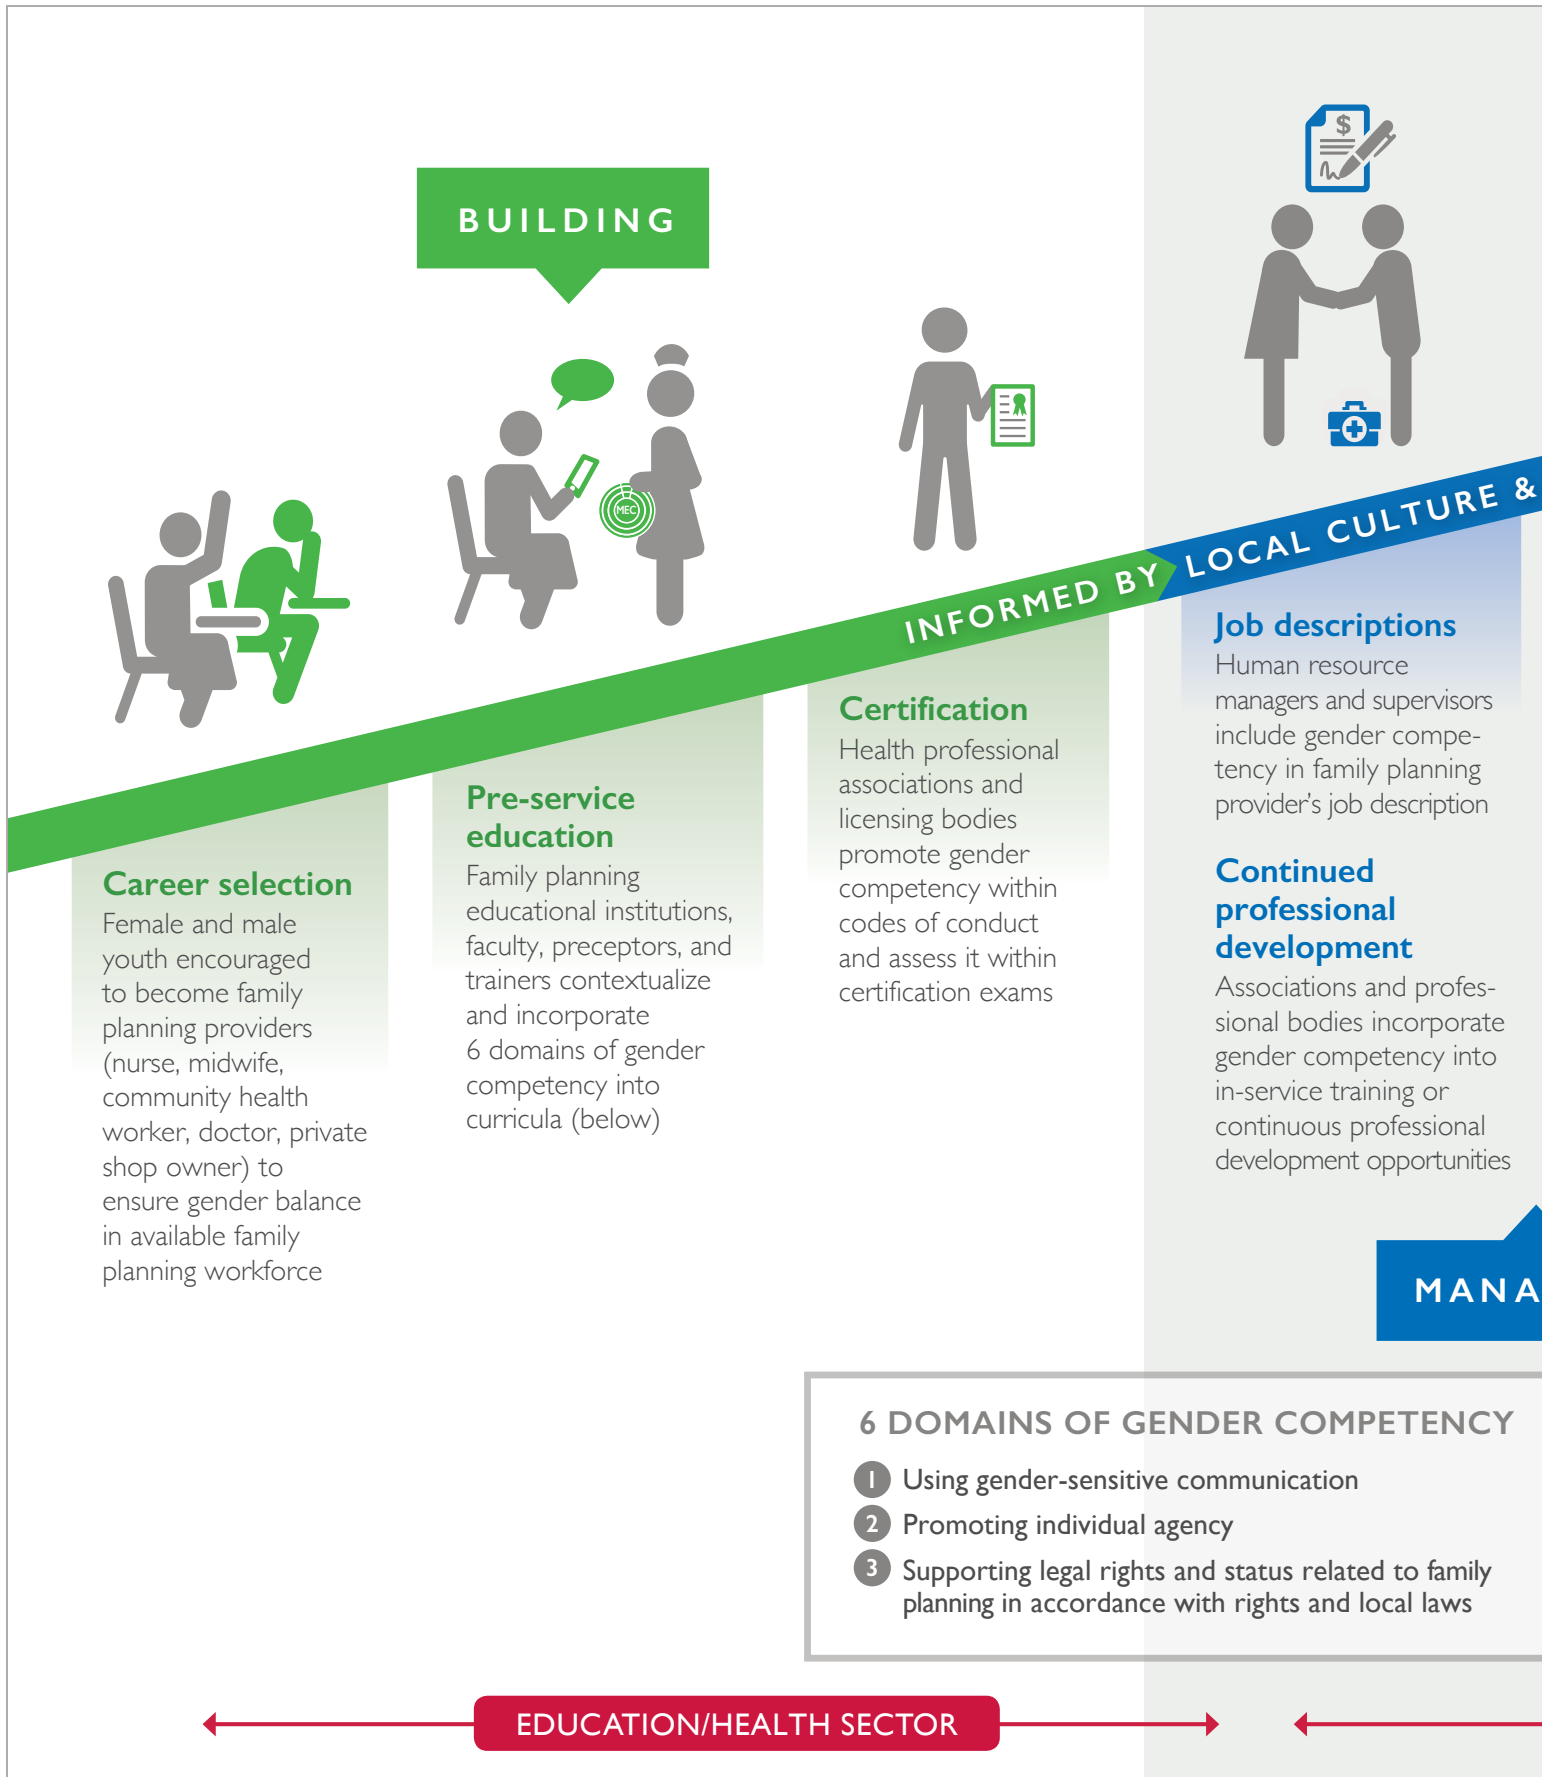 $
BUILDING
MEC
INFORMED BY LOCAL CULTURE &
Career selection
Female and male
youth encouraged
to become family
planning providers
(nurse, midwife,
community health
worker, doctor, private
shop owner) to
ensure gender balance
in available family
planning workforce
Pre-service
education
Family planning
educational institutions,
faculty, preceptors, and
trainers contextualize
and incorporate
6 domains of gender
competency into
curricula (below)
Certification
Health professional
associations and
licensing bodies
promote gender
competency within
codes of conduct
and assess it within
certification exams
Job descriptions
Human resource
managers and supervisors
include gender compe-
tency in family planning
provider’s job description
Continued
professional
development
Associations and profes-
sional bodies incorporate
gender competency into
in-service training or
continuous professional
development opportunities
MANA
6 DOMAINS OF GENDER COMPETENCY
1 Using gender-sensitive communication
2 Promoting individual agency
3 Supporting legal rights and status related to family
planning in accordance with rights and local laws
EDUCATION/HEALTH SECTOR